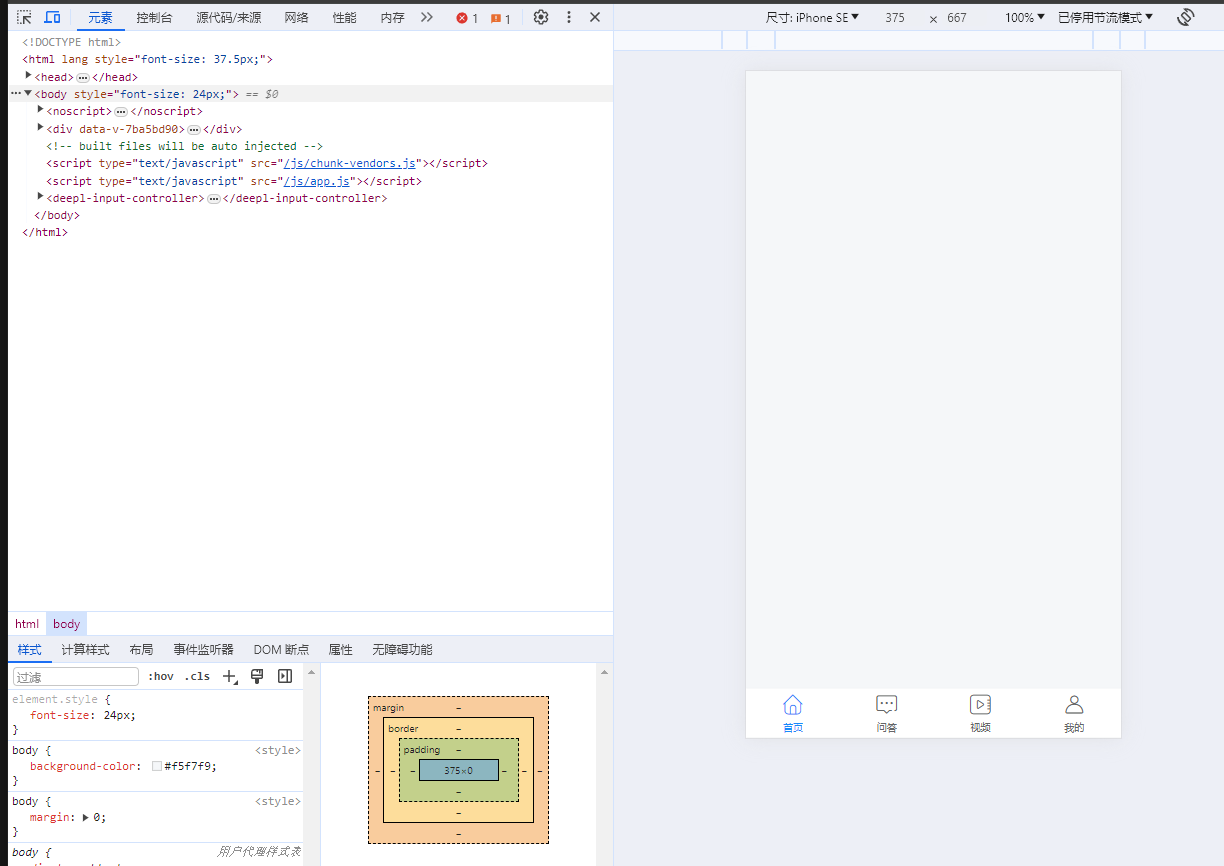 元素 控制台 源代码/来源 网络 性能 内存 1 1
<!DOCTYPE html>
<html lang style="font-size: 37.5px;">
<head> </head>
<body style="font-size: 24px;"> == $0
<noscript> </noscript>
<div data-v-7ba5bd90> </div>
<!-- built files will be auto injected -->
<script type="text/javascript" src="/js/chunk-vendors.js"></script>
<script type="text/javascript" src="/js/app.js"></script>
<deepl-input-controller> </deepl-input-controller>
</body>
</html>
html body
样式 计算样式 布局 事件监听器 DOM 断点 属性 无障碍功能
过滤 :hov .cls
element.style {
font-size: 24px;
}
body { <style>
background-color: #f5f7f9;
}
body { <style>
margin: 0;
}
body { 用户代理样式表
margin –
border –
padding –
– – – 375×0 – – –
–
–
–
尺寸: iPhone SE 375 × 667 100% 已停用节流模式
首页 问答 视频 我的